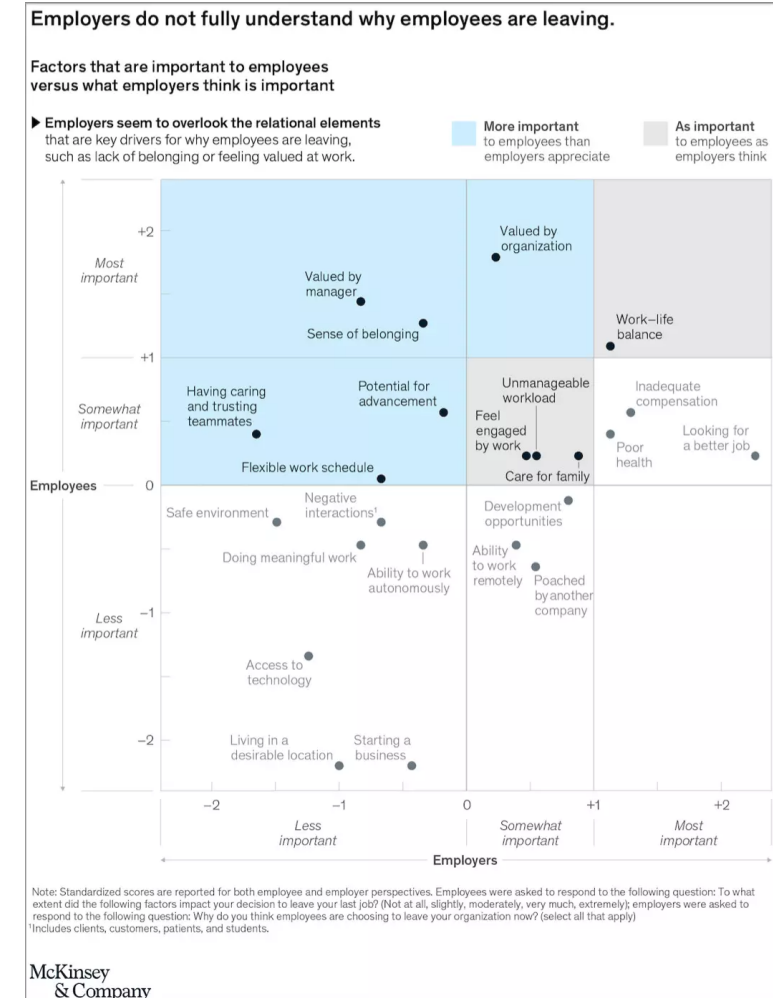 Employers do not fully understand why employees are leaving.
Factors that are important to employees
versus what employers think is important
▶ Employers seem to overlook the relational elements
that are key drivers for why employees are leaving,
such as lack of belonging or feeling valued at work.
More important
to employees than
employers appreciate
As important
to employees as
employers think
+2
Most
important
Valued by
organization
Valued by
manager
Sense of belonging
Work–life
balance
+1
Somewhat
important
Having caring
and trusting
teammates
Potential for
advancement
Flexible work schedule
Unmanageable
workload
Feel
engaged
by work
Care for family
Inadequate
compensation
Poor
health
Looking for
a better job
Employees
0
Safe environment
Negative
interactions¹
Doing meaningful work
Ability to work
autonomously
Development
opportunities
Ability
to work
remotely
Poached
by another
company
−1
Less
important
Access to
technology
−2
Living in a
desirable location
Starting a
business
−2
−1
0
+1
+2
Less
important
Somewhat
important
Most
important
Employers
Note: Standardized scores are reported for both employee and employer perspectives. Employees were asked to respond to the following question: To what
extent did the following factors impact your decision to leave your last job? (Not at all, slightly, moderately, very much, extremely); employers were asked to
respond to the following question: Why do you think employees are choosing to leave your organization now? (select all that apply)
¹Includes clients, customers, patients, and students.
McKinsey
& Company